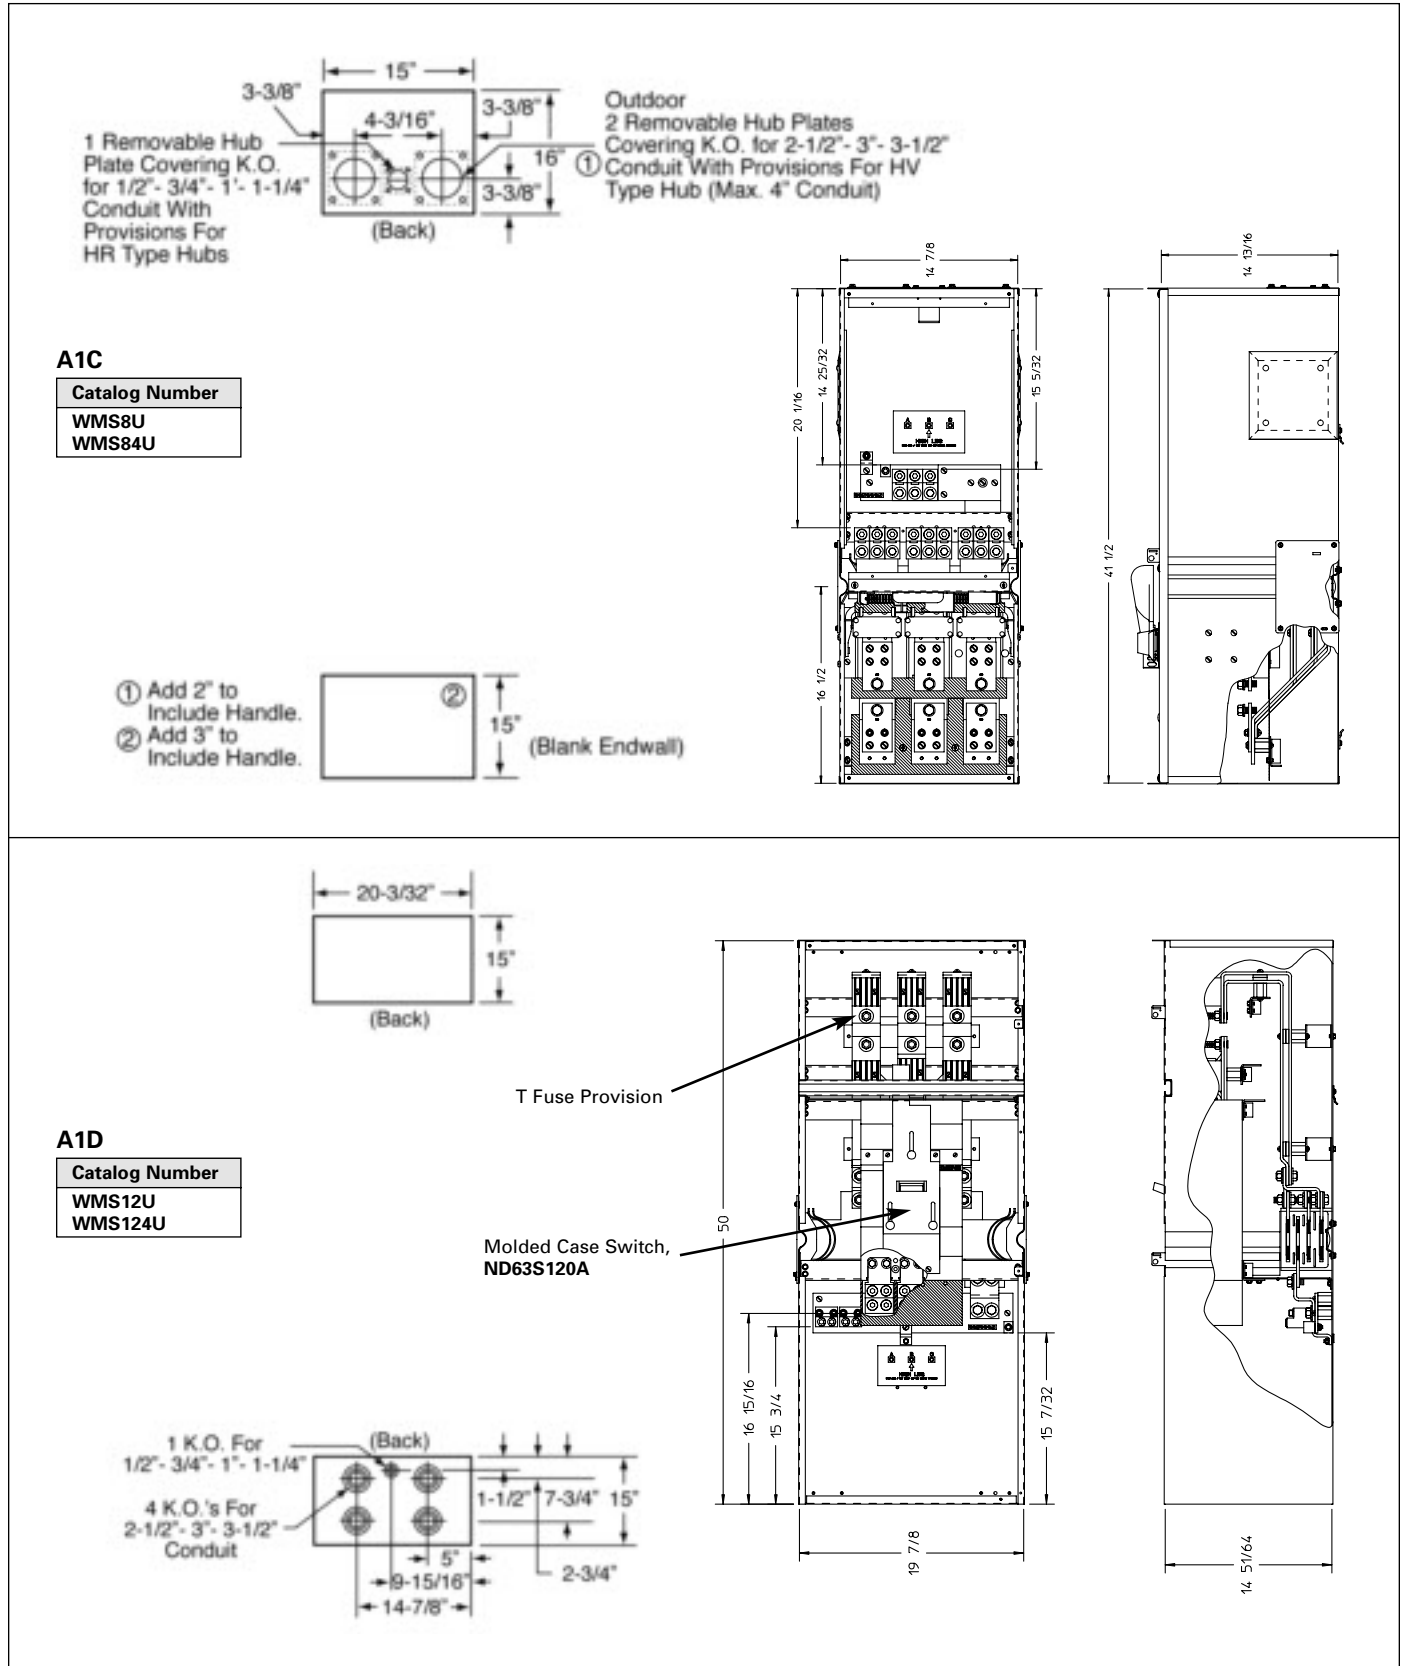 15"
3-3/8"
4-3/16"
3-3/8"
16"
3-3/8"
(Back)
1 Removable Hub
Plate Covering K.O.
for 1/2"- 3/4"- 1'- 1-1/4"
Conduit With
Provisions For
HR Type Hubs
Outdoor
2 Removable Hub Plates
Covering K.O. for 2-1/2"- 3"- 3-1/2"
① Conduit With Provisions For HV
Type Hub (Max. 4" Conduit)
14 7/8
14 13/16
A1C
Catalog Number
WMS8U
WMS84U
20 1/16
14 25/32
15 5/32
A B C
HIGH LEG
41 1/2
16 1/2
① Add 2" to
Include Handle.
② Add 3" to
Include Handle.
②
15"
(Blank Endwall)
20-3/32"
15"
(Back)
T Fuse Provision
A1D
Catalog Number
WMS12U
WMS124U
50
Molded Case Switch,
ND63S120A
A B C
HIGH LEG
16 15/16
15 3/4
15 7/32
19 7/8
14 51/64
1 K.O. For
1/2"- 3/4"- 1"- 1-1/4"
(Back)
4 K.O.'s For
2-1/2"- 3"- 3-1/2"
Conduit
1-1/2"
7-3/4"
15"
5"
2-3/4"
9-15/16"
14-7/8"